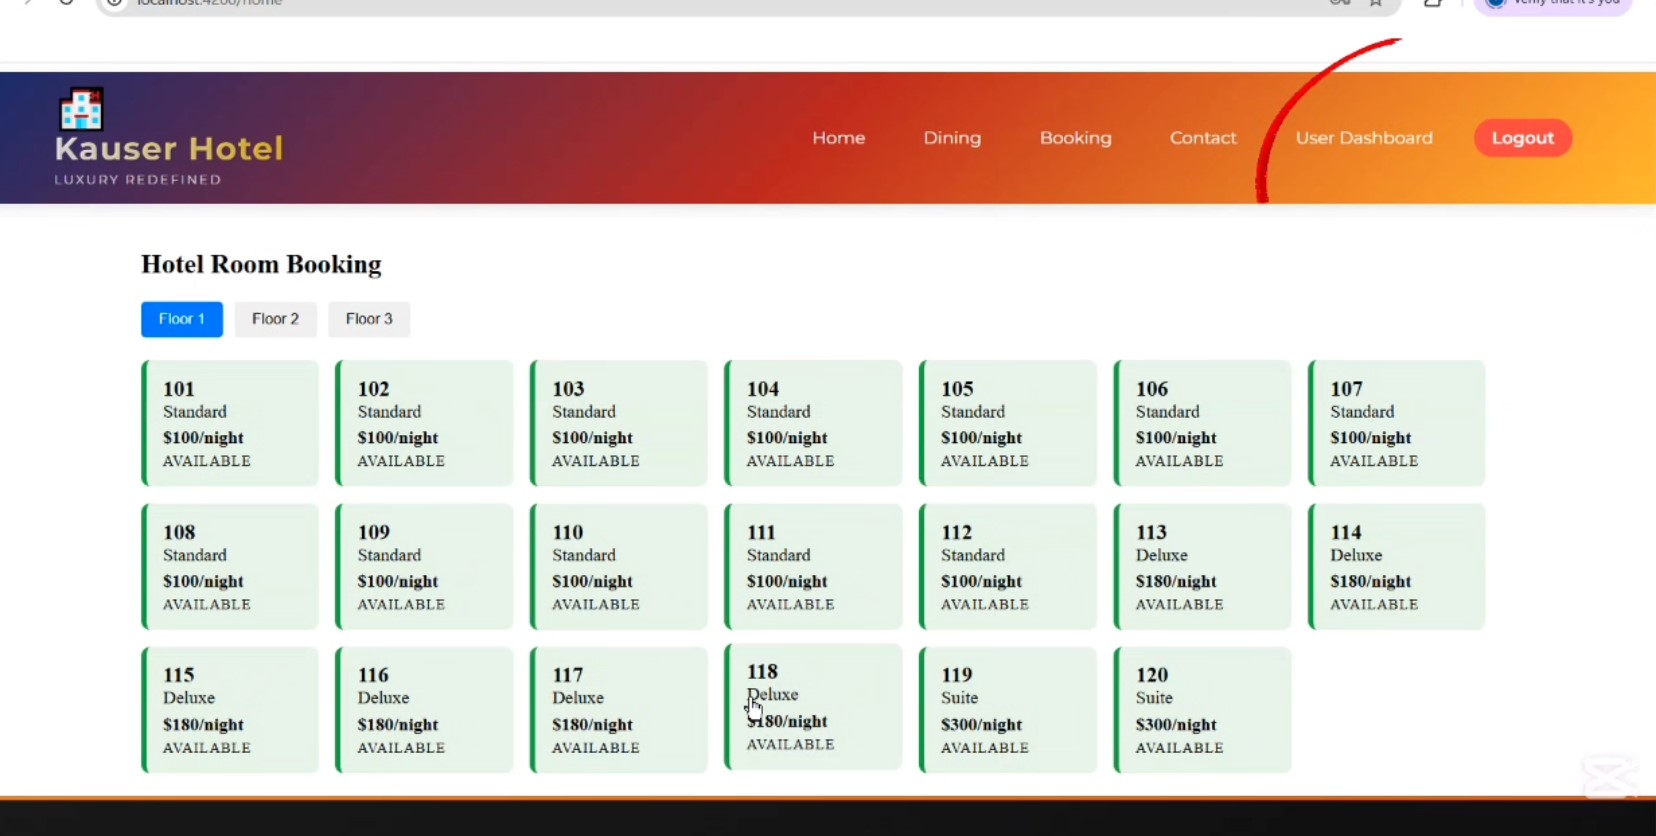 localhost:4200/home
Verify that it's you
Kauser Hotel
LUXURY REDEFINED
Home Dining Booking Contact User Dashboard Logout
Hotel Room Booking
Floor 1 Floor 2 Floor 3
101 102 103 104 105 106 107
Standard Standard Standard Standard Standard Standard Standard
$100/night $100/night $100/night $100/night $100/night $100/night $100/night
AVAILABLE AVAILABLE AVAILABLE AVAILABLE AVAILABLE AVAILABLE AVAILABLE
108 109 110 111 112 113 114
Standard Standard Standard Standard Standard Deluxe Deluxe
$100/night $100/night $100/night $100/night $100/night $180/night $180/night
AVAILABLE AVAILABLE AVAILABLE AVAILABLE AVAILABLE AVAILABLE AVAILABLE
115 116 117 118 119 120
Deluxe Deluxe Deluxe Deluxe Suite Suite
$180/night $180/night $180/night $180/night $300/night $300/night
AVAILABLE AVAILABLE AVAILABLE AVAILABLE AVAILABLE AVAILABLE